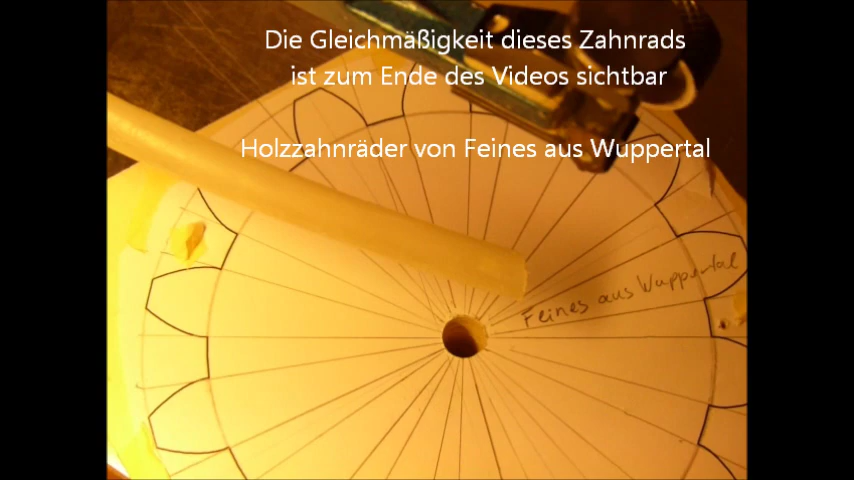 Die Gleichmäßigkeit dieses Zahnrads
ist zum Ende des Videos sichtbar
Holzzahnräder von Feines aus Wuppertal
Feines aus Wuppertal